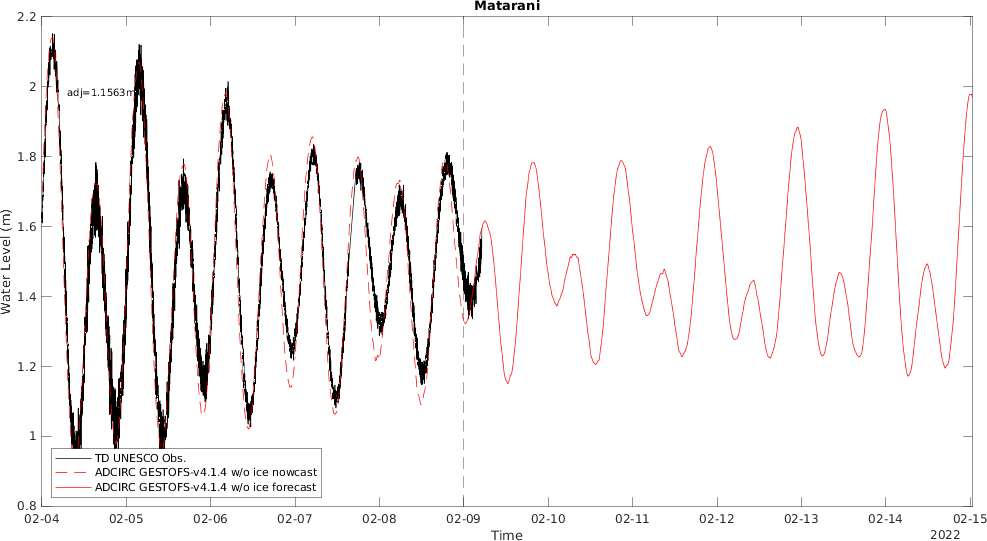 Matarani
2.2
2
1.8
1.6
1.4
1.2
1
0.8
Water Level (m)
adj=1.1563m
TD UNESCO Obs.
ADCIRC GESTOFS-v4.1.4 w/o ice nowcast
ADCIRC GESTOFS-v4.1.4 w/o ice forecast
02-04 02-05 02-06 02-07 02-08 02-09 02-10 02-11 02-12 02-13 02-14 02-15
Time
2022